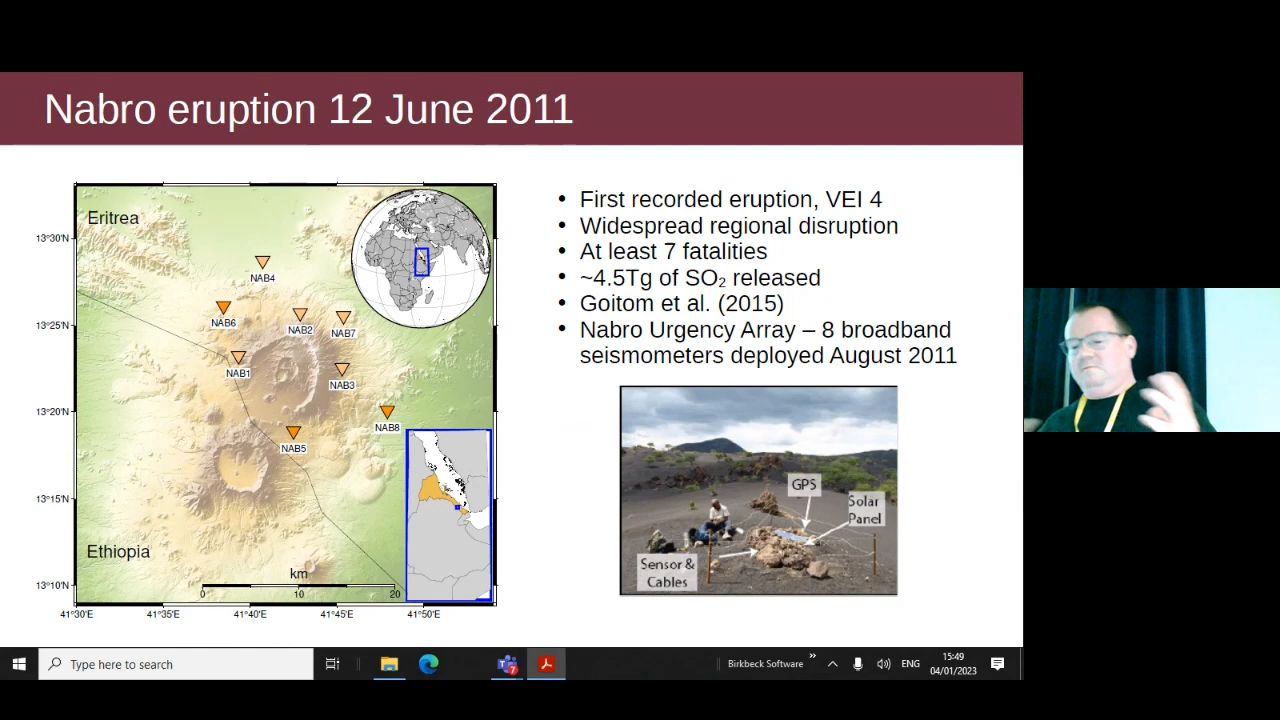 Nabro eruption 12 June 2011
Eritrea
NAB4
NAB6
NAB2
NAB7
NAB1
NAB3
NAB8
NAB5
Ethiopia
km
0 10 20
13°30'N
13°25'N
13°20'N
13°15'N
13°10'N
41°30'E 41°35'E 41°40'E 41°45'E 41°50'E
• First recorded eruption, VEI 4
• Widespread regional disruption
• At least 7 fatalities
• ~4.5Tg of SO₂ released
• Goitom et al. (2015)
• Nabro Urgency Array – 8 broadband
seismometers deployed August 2011
GPS
Solar
Panel
Sensor &
Cables
Type here to search
7
Birkbeck Software
ENG
15:49
04/01/2023